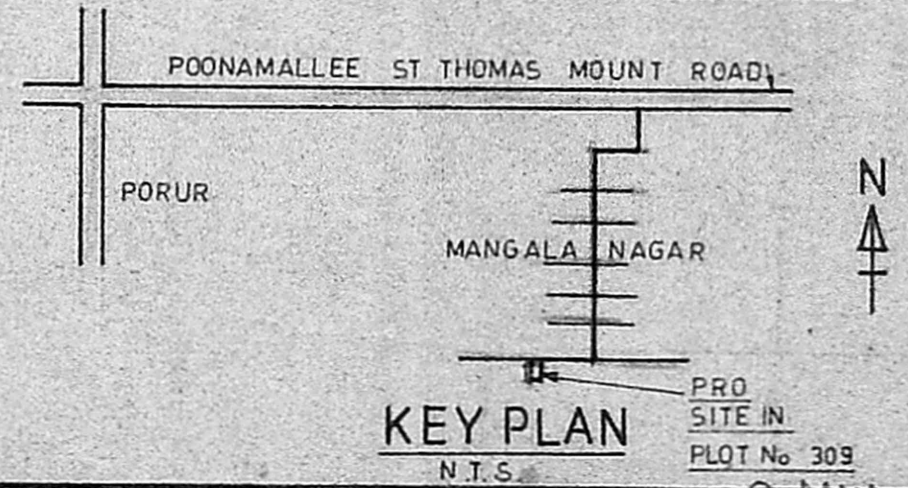 POONAMALLEE ST THOMAS MOUNT ROAD
PORUR
N
MANGALA NAGAR
PRO
SITE IN
PLOT No 309
KEY PLAN
N.T.S.